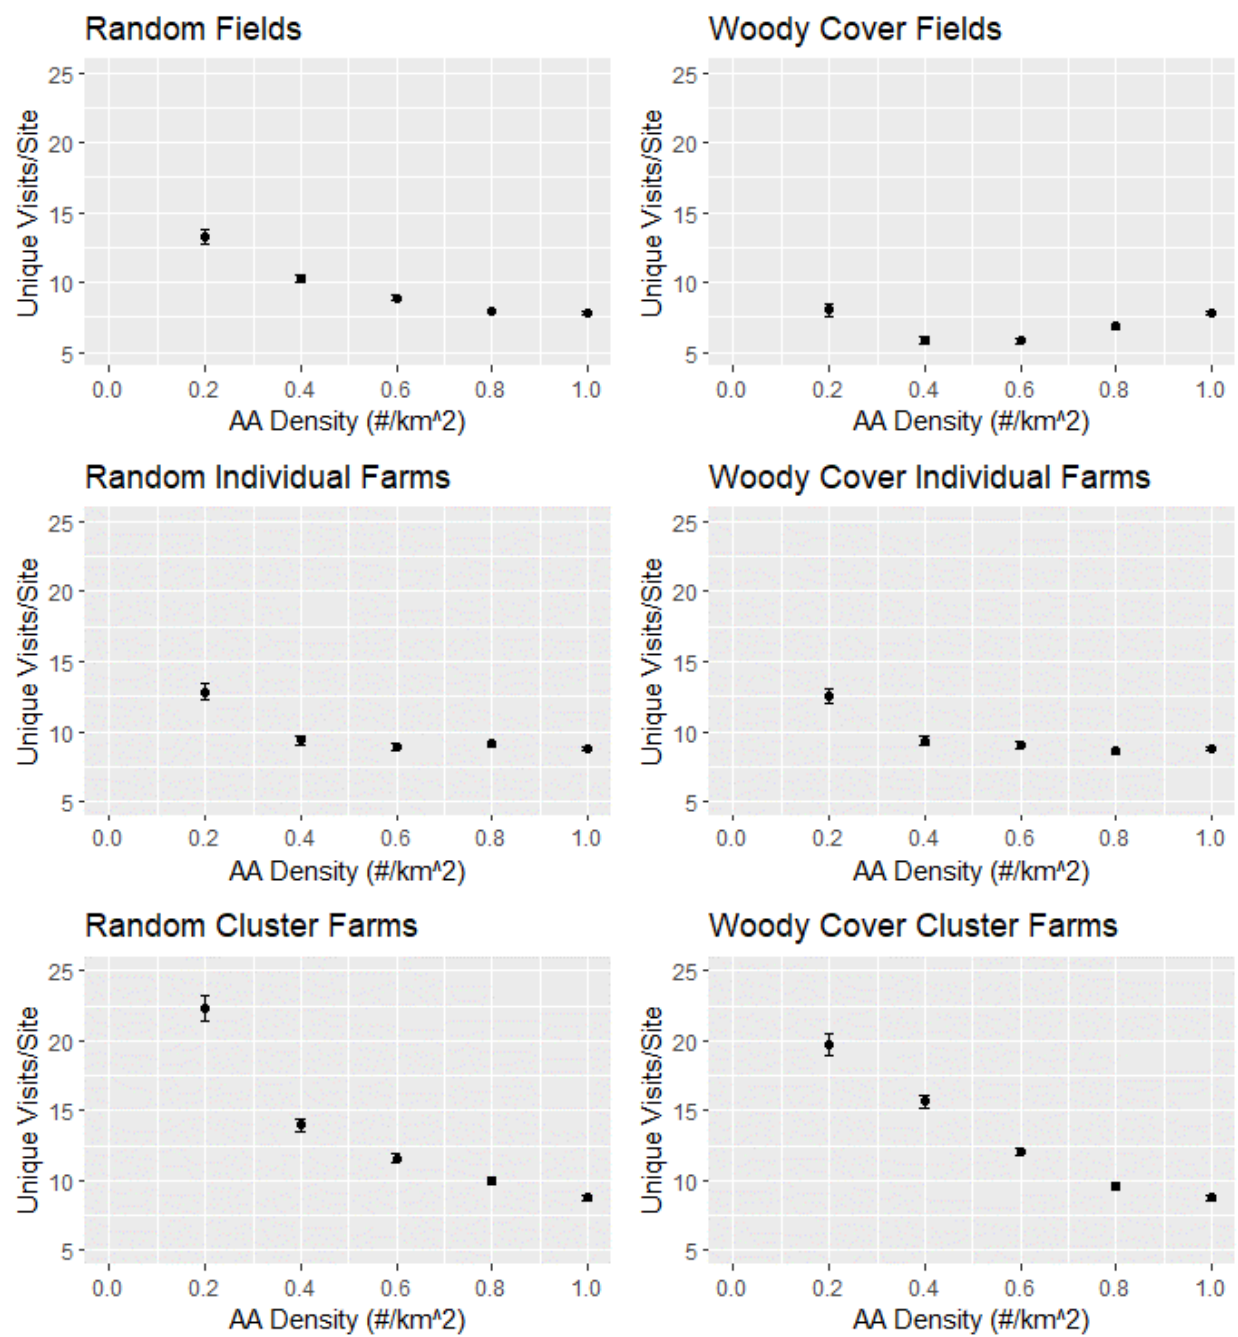 Random Fields
Unique Visits/Site
25
20
15
10
5
0.0 0.2 0.4 0.6 0.8 1.0
AA Density (#/km^2)
Woody Cover Fields
Unique Visits/Site
25
20
15
10
5
0.0 0.2 0.4 0.6 0.8 1.0
AA Density (#/km^2)
Random Individual Farms
Unique Visits/Site
25
20
15
10
5
0.0 0.2 0.4 0.6 0.8 1.0
AA Density (#/km^2)
Woody Cover Individual Farms
Unique Visits/Site
25
20
15
10
5
0.0 0.2 0.4 0.6 0.8 1.0
AA Density (#/km^2)
Random Cluster Farms
Unique Visits/Site
25
20
15
10
5
0.0 0.2 0.4 0.6 0.8 1.0
AA Density (#/km^2)
Woody Cover Cluster Farms
Unique Visits/Site
25
20
15
10
5
0.0 0.2 0.4 0.6 0.8 1.0
AA Density (#/km^2)